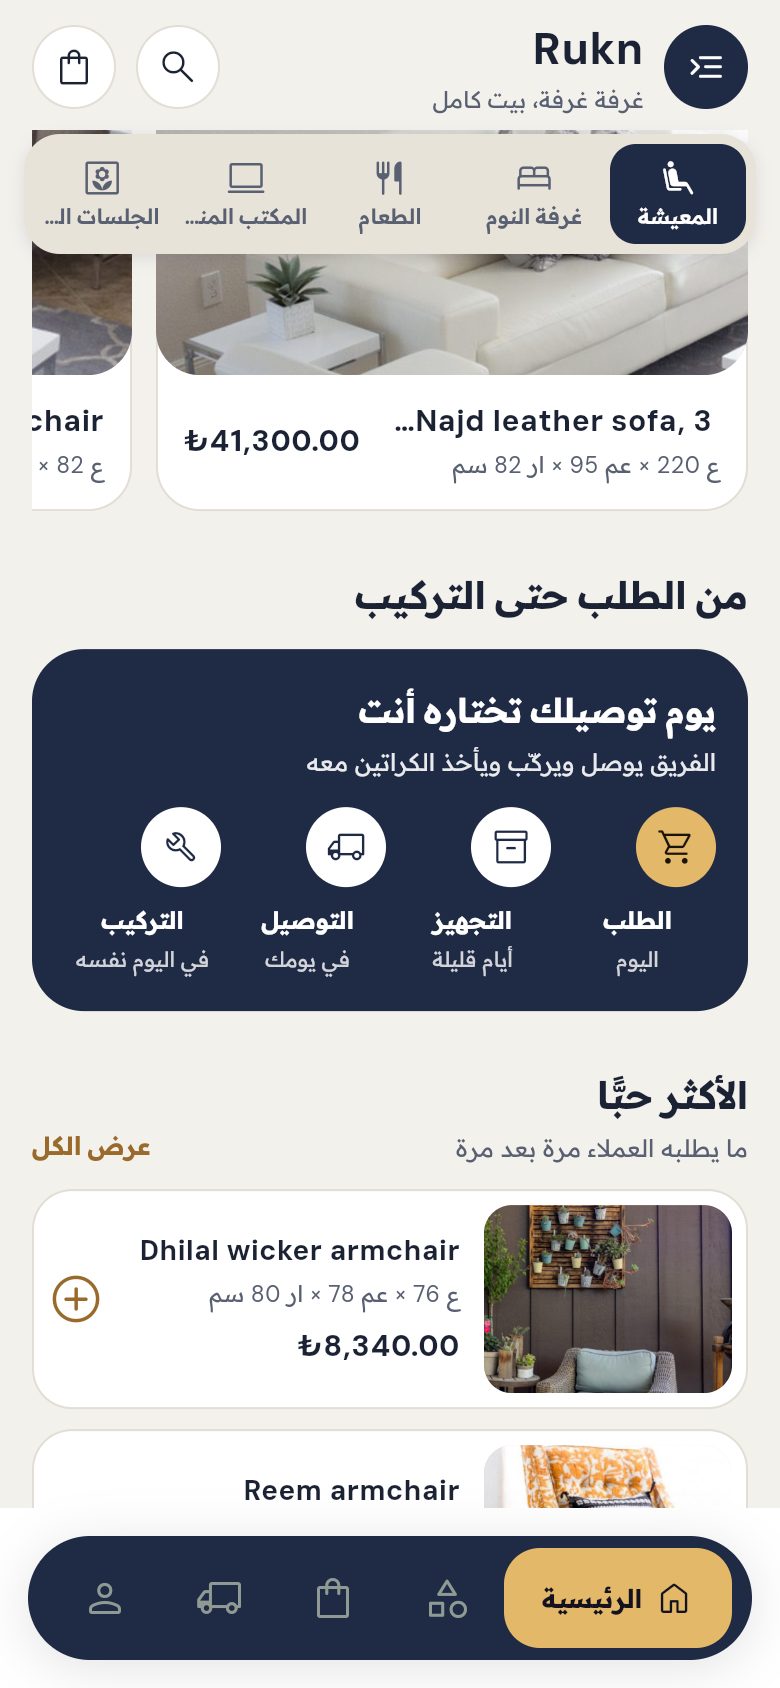 Rukn
غرفة غرفة، بيت كامل
المعيشة
غرفة النوم
الطعام
المكتب المنـ...
الجلسات الـ...
Najd leather sofa, 3...
₺41,300.00
ع 220 × عم 95 × ار 82 سم
chair
ع 82 ×
من الطلب حتى التركيب
يوم توصيلك تختاره أنت
الفريق يوصل ويركّب ويأخذ الكراتين معه
الطلب
اليوم
التجهيز
أيام قليلة
التوصيل
في يومك
التركيب
في اليوم نفسه
الأكثر حبًّا
ما يطلبه العملاء مرة بعد مرة
عرض الكل
Dhilal wicker armchair
ع 76 × عم 78 × ار 80 سم
₺8,340.00
Reem armchair
الرئيسية